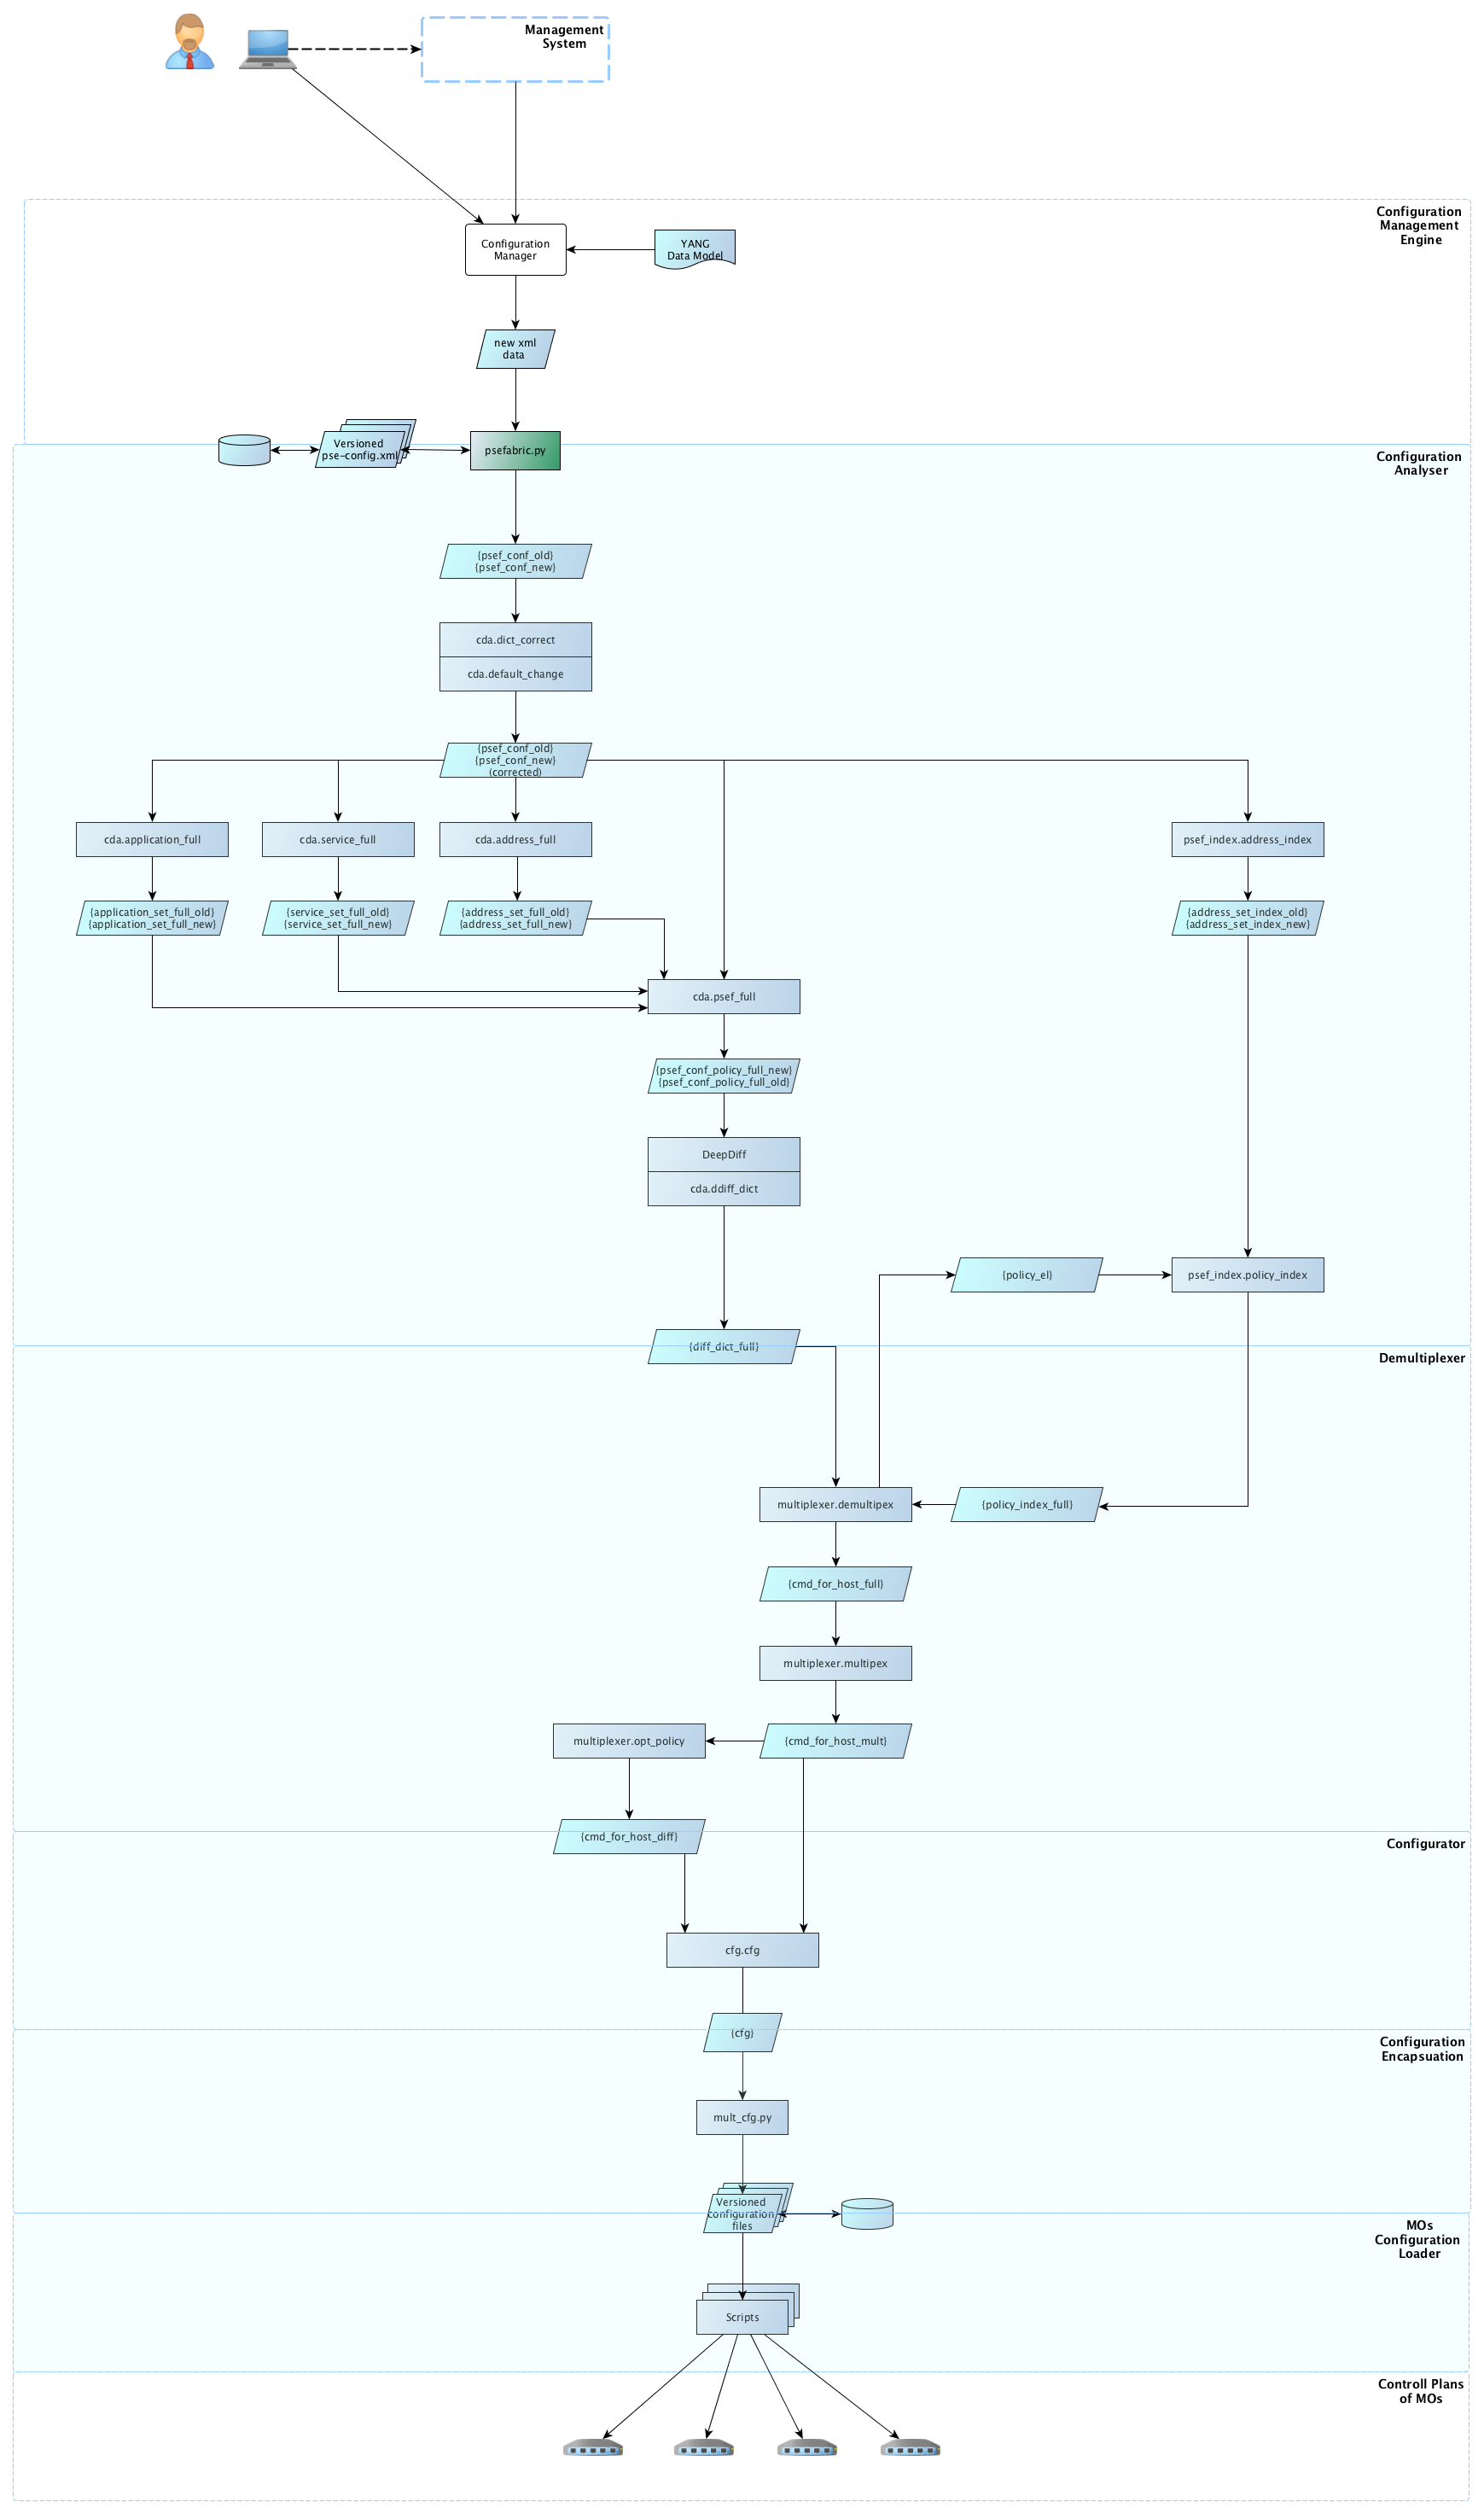 Management
System
Configuration
Management
Engine
Configuration
Manager
YANG
Data Model
new xml
data
Versioned
pse-config.xml
psefabric.py
Configuration
Analyser
{psef_conf_old}
{psef_conf_new}
cda.dict_correct
cda.default_change
{psef_conf_old}
{psef_conf_new}
(corrected)
cda.application_full
cda.service_full
cda.address_full
psef_index.address_index
{application_set_full_old}
{application_set_full_new}
{service_set_full_old}
{service_set_full_new}
{address_set_full_old}
{address_set_full_new}
{address_set_index_old}
{address_set_index_new}
cda.psef_full
{psef_conf_policy_full_new}
{psef_conf_policy_full_old}
DeepDiff
cda.ddiff_dict
{policy_el}
psef_index.policy_index
{diff_dict_full}
Demultiplexer
multiplexer.demultipex
{policy_index_full}
{cmd_for_host_full}
multiplexer.multipex
multiplexer.opt_policy
{cmd_for_host_mult}
{cmd_for_host_diff}
Configurator
cfg.cfg
{cfg}
Configuration
Encapsuation
mult_cfg.py
Versioned
configuration
files
MOs
Configuration
Loader
Scripts
Controll Plans
of MOs